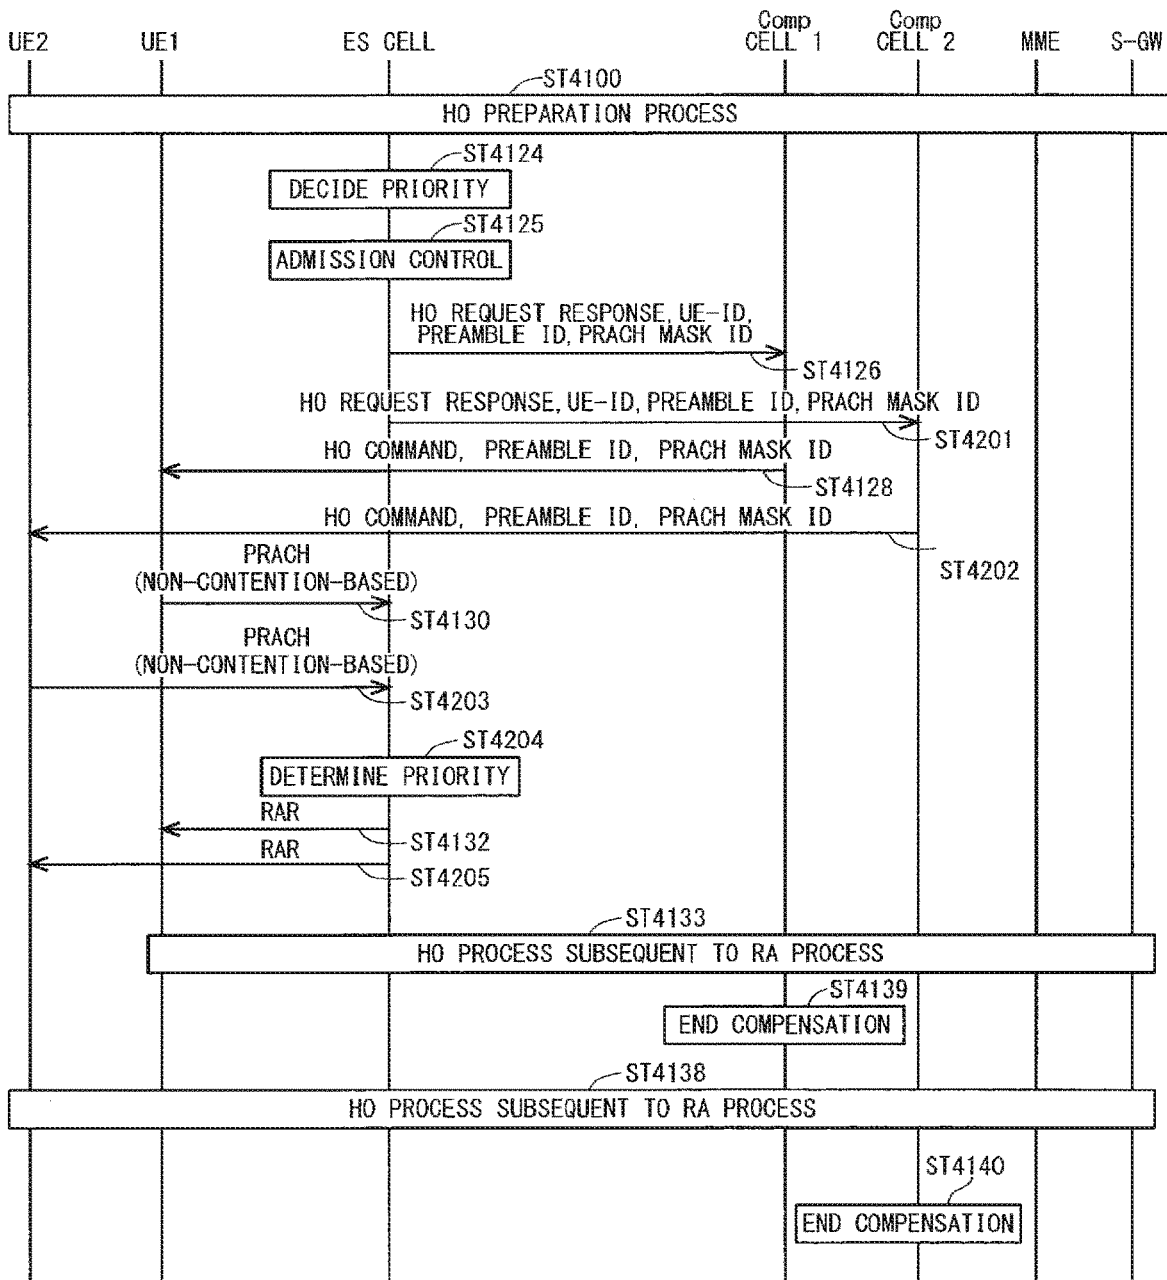 UE2
UE1
ES CELL
Comp
CELL 1
Comp
CELL 2
MME
S-GW
ST4100
HO PREPARATION PROCESS
ST4124
DECIDE PRIORITY
ST4125
ADMISSION CONTROL
HO REQUEST RESPONSE, UE-ID,
PREAMBLE ID, PRACH MASK ID
ST4126
HO REQUEST RESPONSE, UE-ID, PREAMBLE ID, PRACH MASK ID
ST4201
HO COMMAND, PREAMBLE ID, PRACH MASK ID
ST4128
HO COMMAND, PREAMBLE ID, PRACH MASK ID
ST4202
PRACH
(NON-CONTENTION-BASED)
ST4130
PRACH
(NON-CONTENTION-BASED)
ST4203
ST4204
DETERMINE PRIORITY
RAR
ST4132
RAR
ST4205
ST4133
HO PROCESS SUBSEQUENT TO RA PROCESS
ST4139
END COMPENSATION
ST4138
HO PROCESS SUBSEQUENT TO RA PROCESS
ST4140
END COMPENSATION